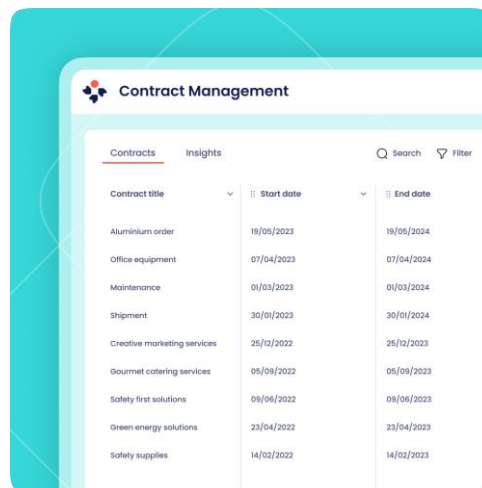 Contract Management
Contracts Insights Search Filter
Contract title Start date End date
Aluminium order 19/05/2023 19/05/2024
Office equipment 07/04/2023 07/04/2024
Maintenance 01/03/2023 01/03/2024
Shipment 30/01/2023 30/01/2024
Creative marketing services 25/12/2022 25/12/2023
Gourmet catering services 05/09/2022 05/09/2023
Safety first solutions 09/06/2022 09/06/2023
Green energy solutions 23/04/2022 23/04/2023
Safety supplies 14/02/2022 14/02/2023